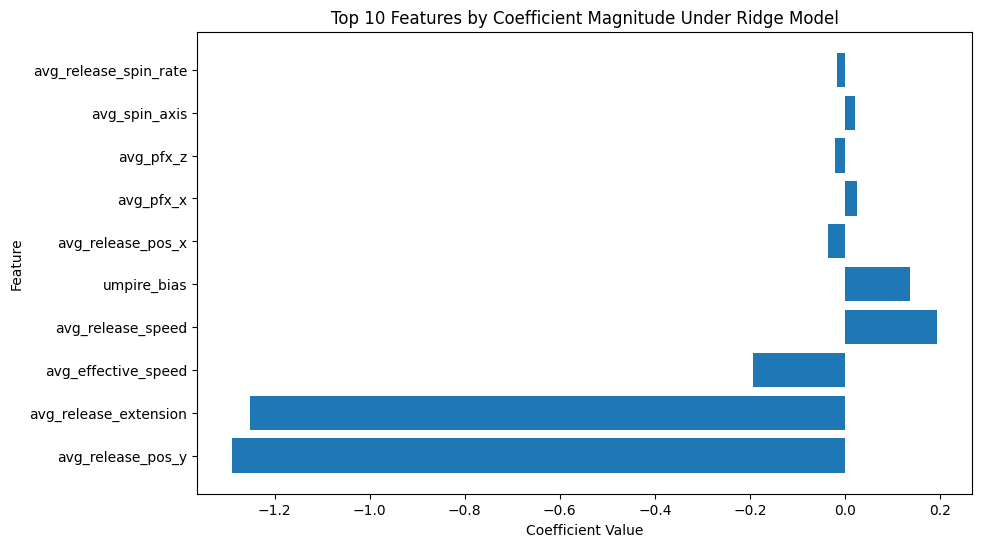 Top 10 Features by Coefficient Magnitude Under Ridge Model
Feature
avg_release_spin_rate
avg_spin_axis
avg_pfx_z
avg_pfx_x
avg_release_pos_x
umpire_bias
avg_release_speed
avg_effective_speed
avg_release_extension
avg_release_pos_y
−1.2 −1.0 −0.8 −0.6 −0.4 −0.2 0.0 0.2
Coefficient Value